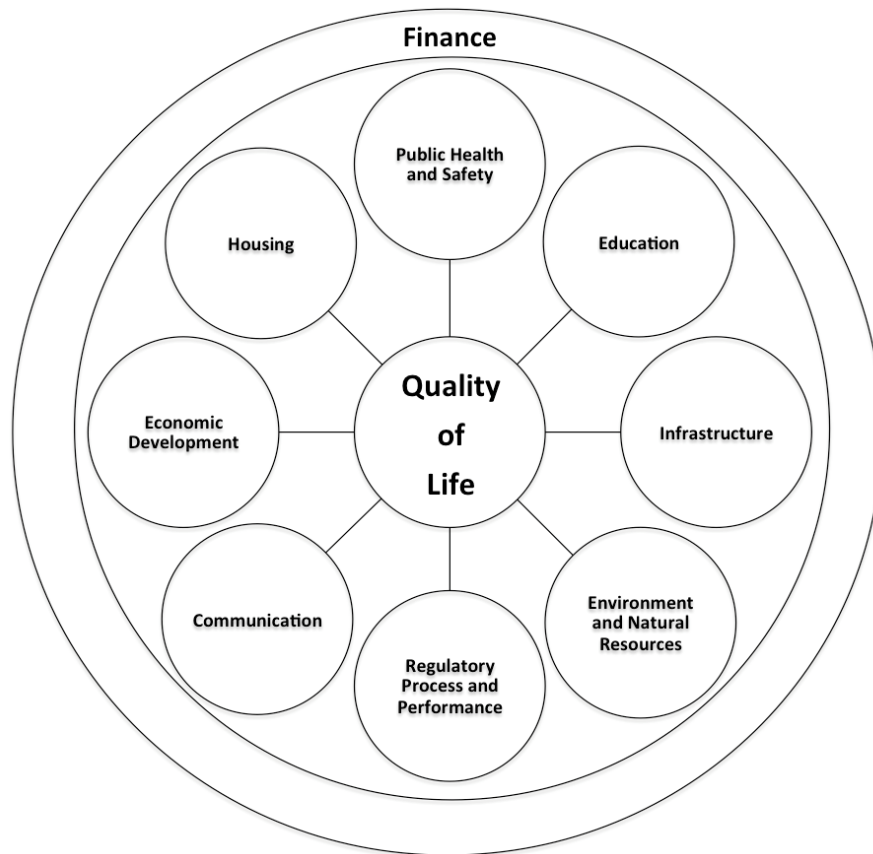 Finance
Public Health
and Safety
Housing
Education
Quality
of
Life
Economic
Development
Infrastructure
Communication
Environment
and Natural
Resources
Regulatory
Process and
Performance